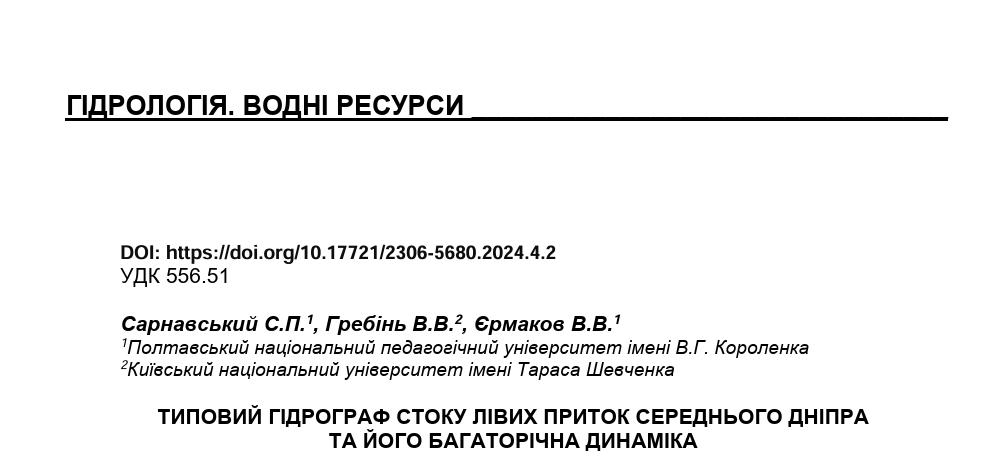 ГІДРОЛОГІЯ. ВОДНІ РЕСУРСИ
DOI: https://doi.org/10.17721/2306-5680.2024.4.2
УДК 556.51
Сарнавський С.П.¹, Гребінь В.В.², Єрмаков В.В.¹
¹Полтавський національний педагогічний університет імені В.Г. Короленка
²Київський національний університет імені Тараса Шевченка
ТИПОВИЙ ГІДРОГРАФ СТОКУ ЛІВИХ ПРИТОК СЕРЕДНЬОГО ДНІПРА
ТА ЙОГО БАГАТОРІЧНА ДИНАМІКА